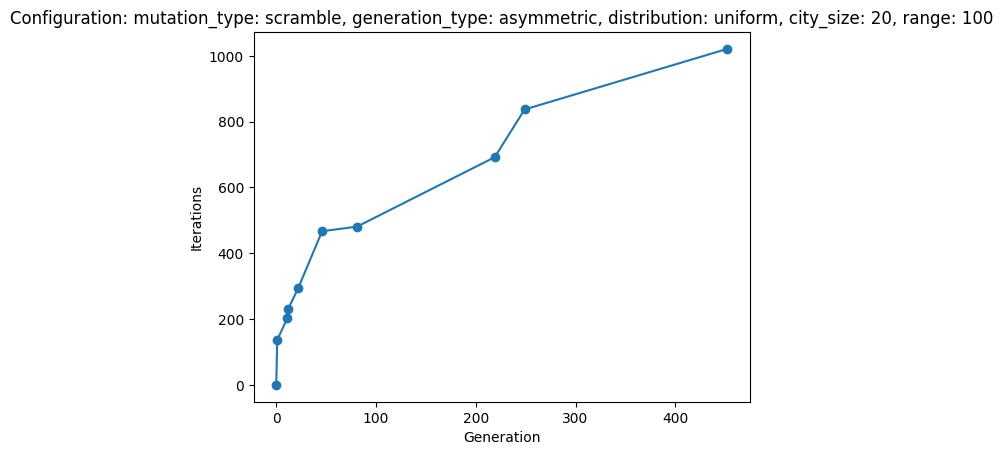 Configuration: mutation_type: scramble, generation_type: asymmetric, distribution: uniform, city_size: 20, range: 100
1000
800
600
400
200
0
Iterations
0 100 200 300 400
Generation